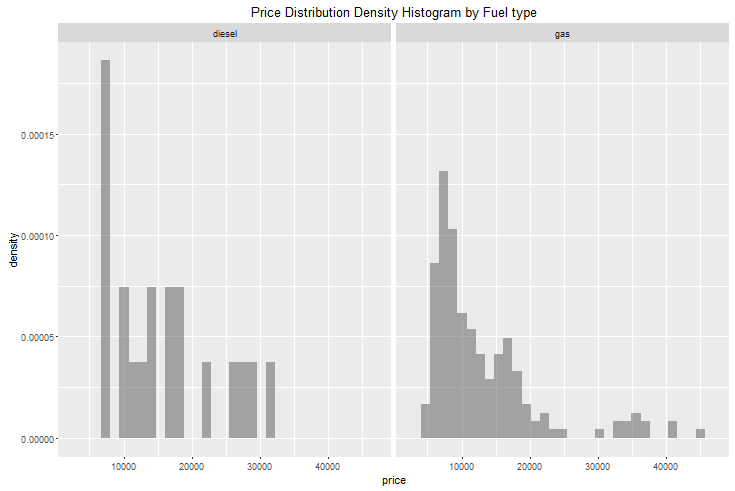 Price Distribution Density Histogram by Fuel type
diesel
gas
density
0.00015
0.00010
0.00005
0.00000
10000 20000 30000 40000
10000 20000 30000 40000
price